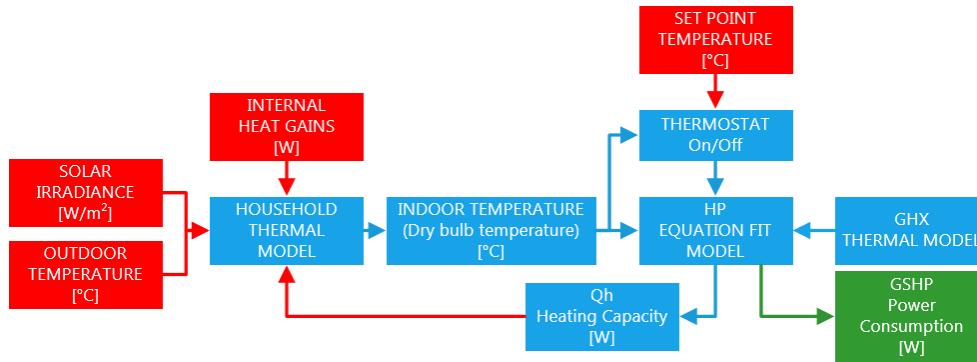 SET POINT
TEMPERATURE
[°C]
INTERNAL
HEAT GAINS
[W]
THERMOSTAT
On/Off
SOLAR
IRRADIANCE
[W/m²]
HOUSEHOLD
THERMAL
MODEL
INDOOR TEMPERATURE
(Dry bulb temperature)
[°C]
HP
EQUATION FIT
MODEL
GHX
THERMAL MODEL
OUTDOOR
TEMPERATURE
[°C]
Qh
Heating Capacity
[W]
GSHP
Power
Consumption
[W]